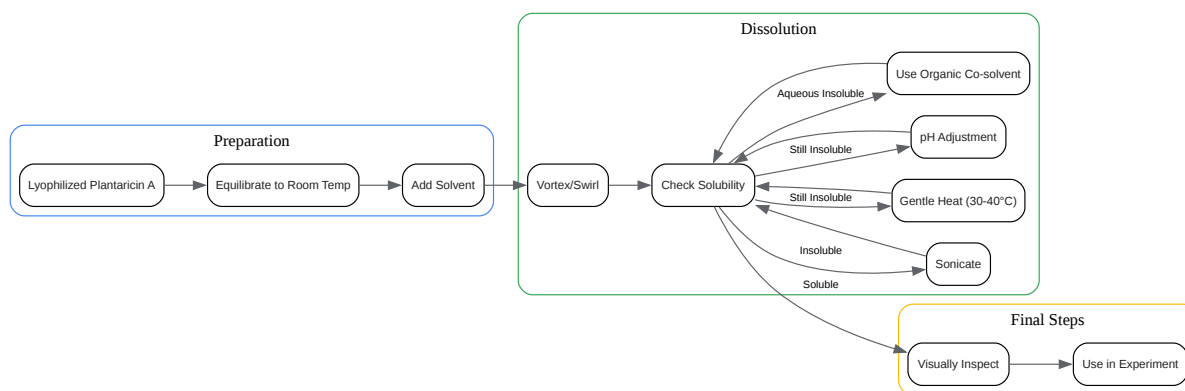 Dissolution
Use Organic Co-solvent
Aqueous Insoluble
Preparation
pH Adjustment
Still Insoluble
Lyophilized Plantaricin A
Equilibrate to Room Temp
Add Solvent
Vortex/Swirl
Check Solubility
Still Insoluble
Gentle Heat (30-40°C)
Insoluble
Sonicate
Soluble
Final Steps
Visually Inspect
Use in Experiment